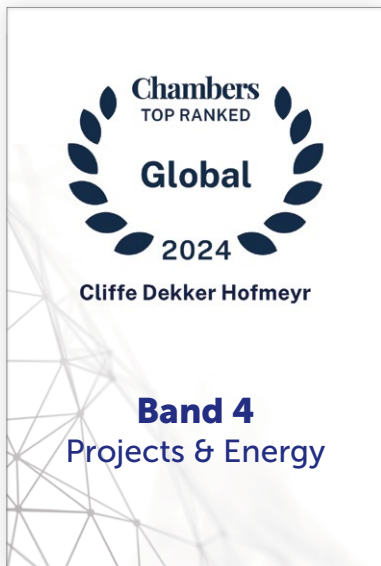 Chambers
TOP RANKED
Global
2024
Cliffe Dekker Hofmeyr
Band 4
Projects & Energy